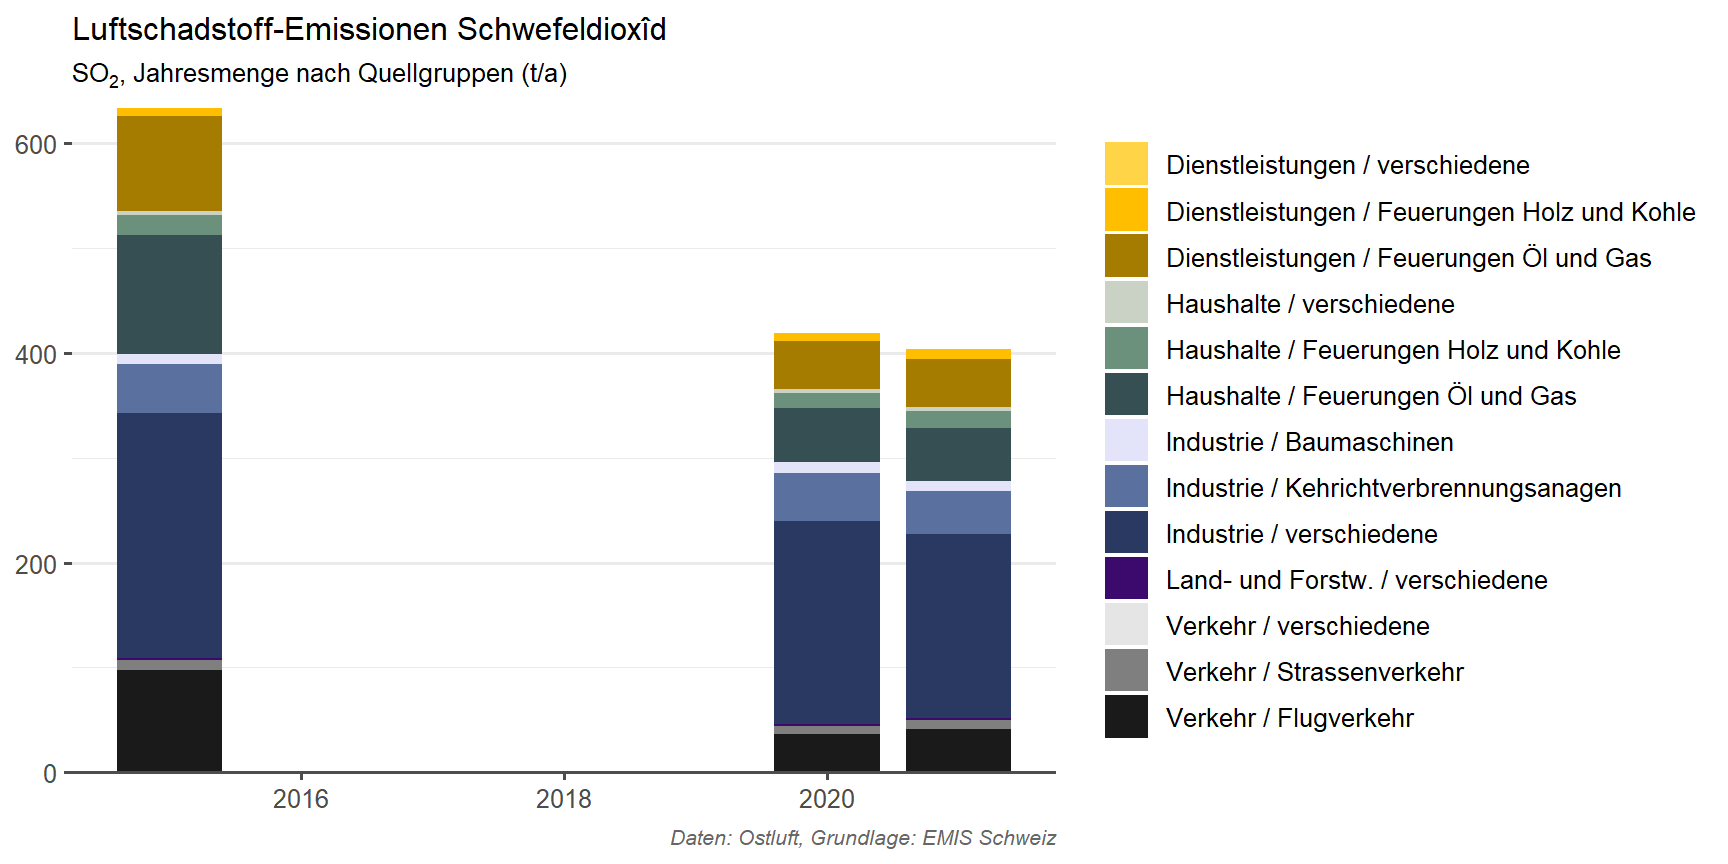 Luftschadstoff-Emissionen Schwefeldioxîd
SO₂, Jahresmenge nach Quellgruppen (t/a)
600
400
200
0
2016
2018
2020
Dienstleistungen / verschiedene
Dienstleistungen / Feuerungen Holz und Kohle
Dienstleistungen / Feuerungen Öl und Gas
Haushalte / verschiedene
Haushalte / Feuerungen Holz und Kohle
Haushalte / Feuerungen Öl und Gas
Industrie / Baumaschinen
Industrie / Kehrichtverbrennungsanagen
Industrie / verschiedene
Land- und Forstw. / verschiedene
Verkehr / verschiedene
Verkehr / Strassenverkehr
Verkehr / Flugverkehr
Daten: Ostluft, Grundlage: EMIS Schweiz